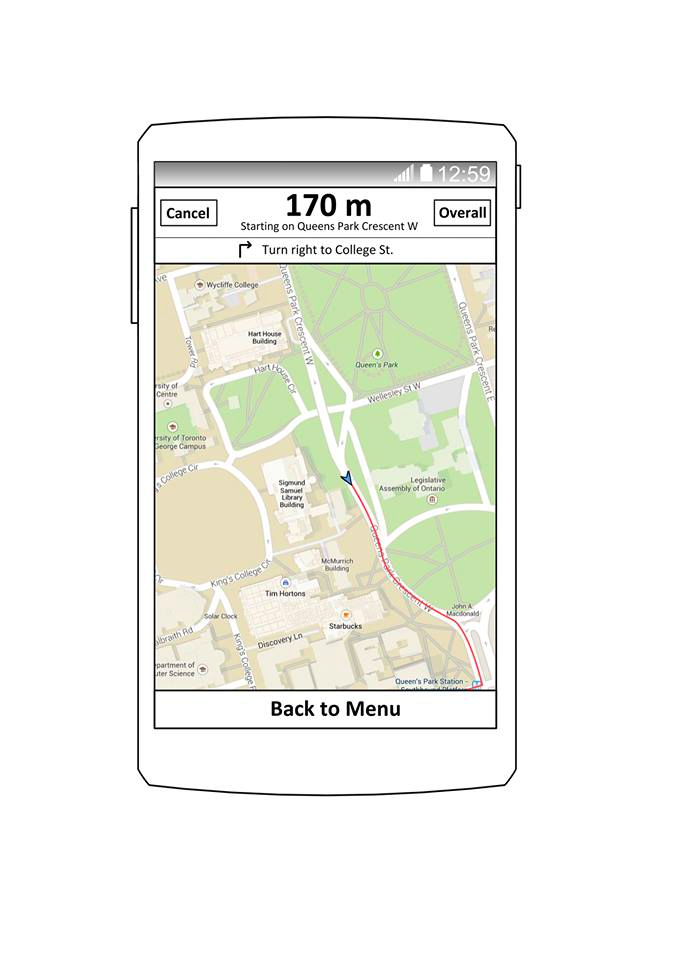 12:59
Cancel
170 m
Overall
Starting on Queens Park Crescent W
Turn right to College St.
Ave
Wycliffe College
Queens Park Crescent W
Queens Park Crescent E
Hart House
Building
Tower Rd
Queen's Park
Hart House Cir
Wellesley St W
rsity of
Centre
ersity of Toronto
George Campus
s College Cir
Sigmund
Samuel
Library
Building
Legislative
Assembly of Ontario
Queens Park Crescent W
McMurrich
Building
King's College Cir
Tim Hortons
John A.
Macdonald
Solar Clock
Starbucks
albraith Rd
Discovery Ln
King's College R
epartment of
uter Science
Queen's Park Station -
Southbound Platform
Back to Menu